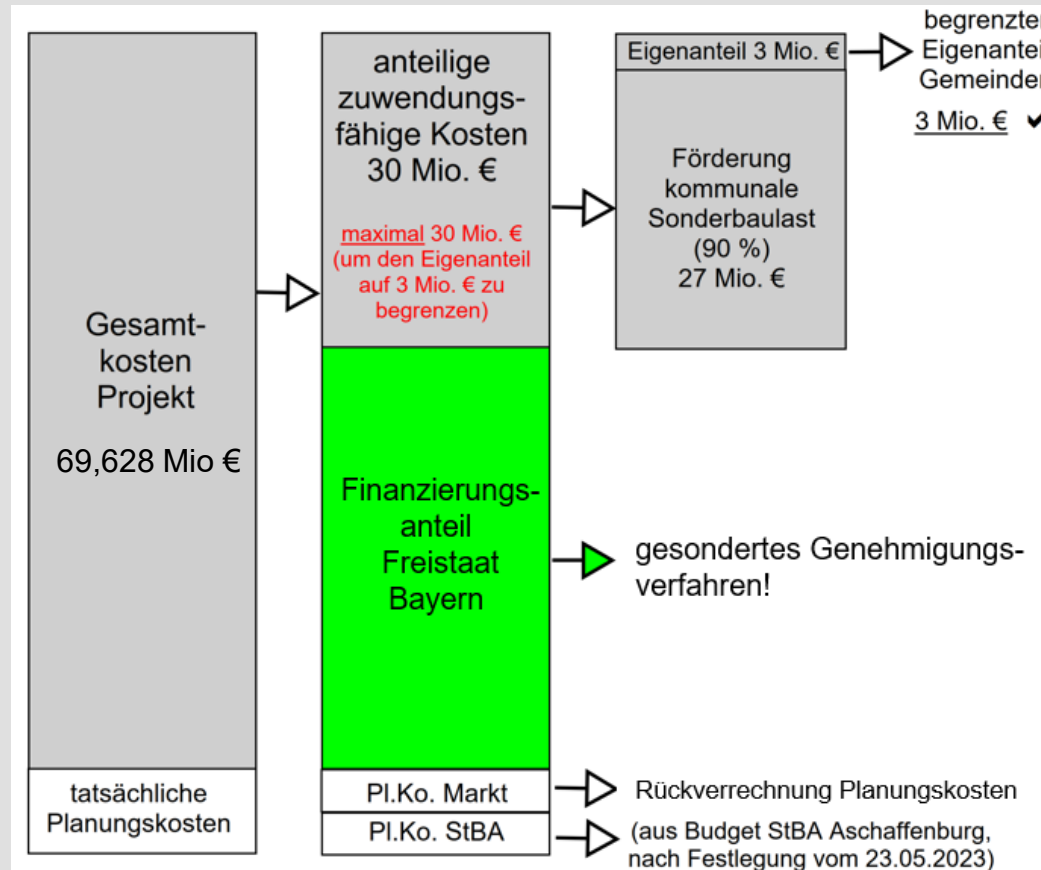 Gesamt-
kosten
Projekt
69,628 Mio €
tatsächliche
Planungskosten
anteilige
zuwendungs-
fähige Kosten
30 Mio. €
maximal 30 Mio. €
(um den Eigenanteil
auf 3 Mio. € zu
begrenzen)
Finanzierungs-
anteil
Freistaat
Bayern
Pl.Ko. Markt
Pl.Ko. StBA
Eigenanteil 3 Mio. €
Förderung
kommunale
Sonderbaulast
(90 %)
27 Mio. €
begrenzter
Eigenanteil
Gemeinden
3 Mio. € ✔
gesondertes Genehmigungs-
verfahren!
Rückverrechnung Planungskosten
(aus Budget StBA Aschaffenburg,
nach Festlegung vom 23.05.2023)